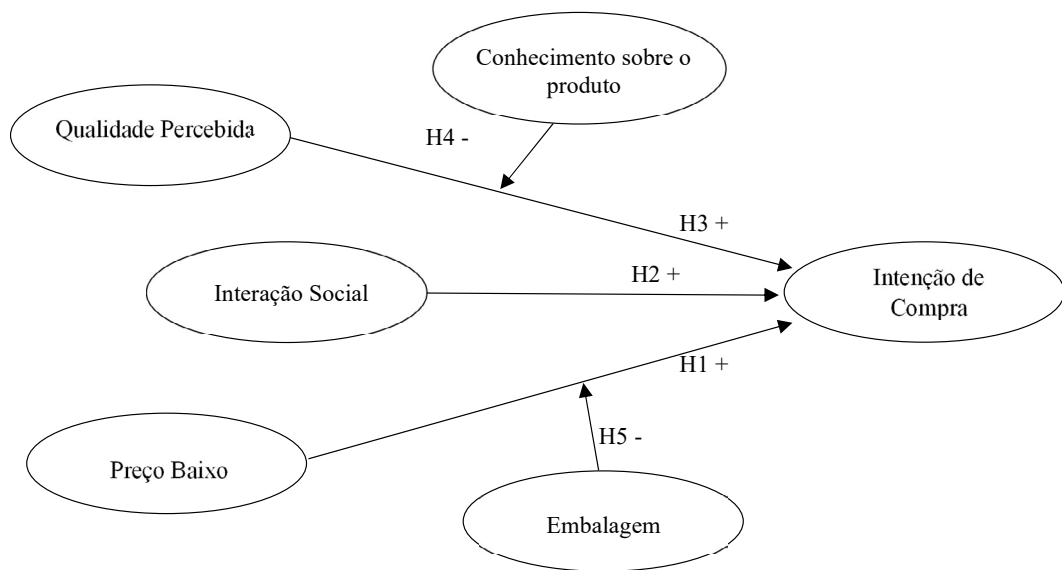 Conhecimento sobre o
produto
Qualidade Percebida
H4 -
H3 +
Interação Social
H2 +
Intenção de
Compra
H1 +
Preço Baixo
H5 -
Embalagem